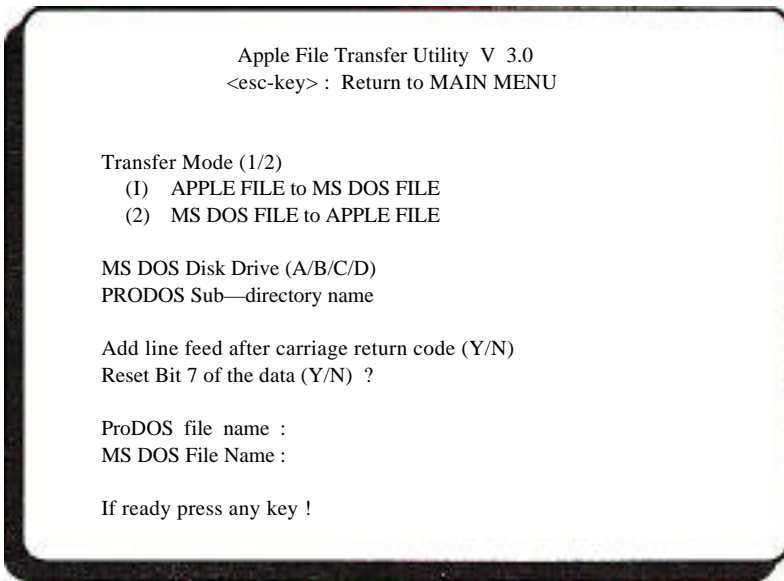 Apple File Transfer Utility V 3.0
<esc-key> : Return to MAIN MENU
Transfer Mode (1/2)
(I) APPLE FILE to MS DOS FILE
(2) MS DOS FILE to APPLE FILE
MS DOS Disk Drive (A/B/C/D)
PRODOS Sub—directory name
Add line feed after carriage return code (Y/N)
Reset Bit 7 of the data (Y/N) ?
ProDOS file name :
MS DOS File Name :
If ready press any key !